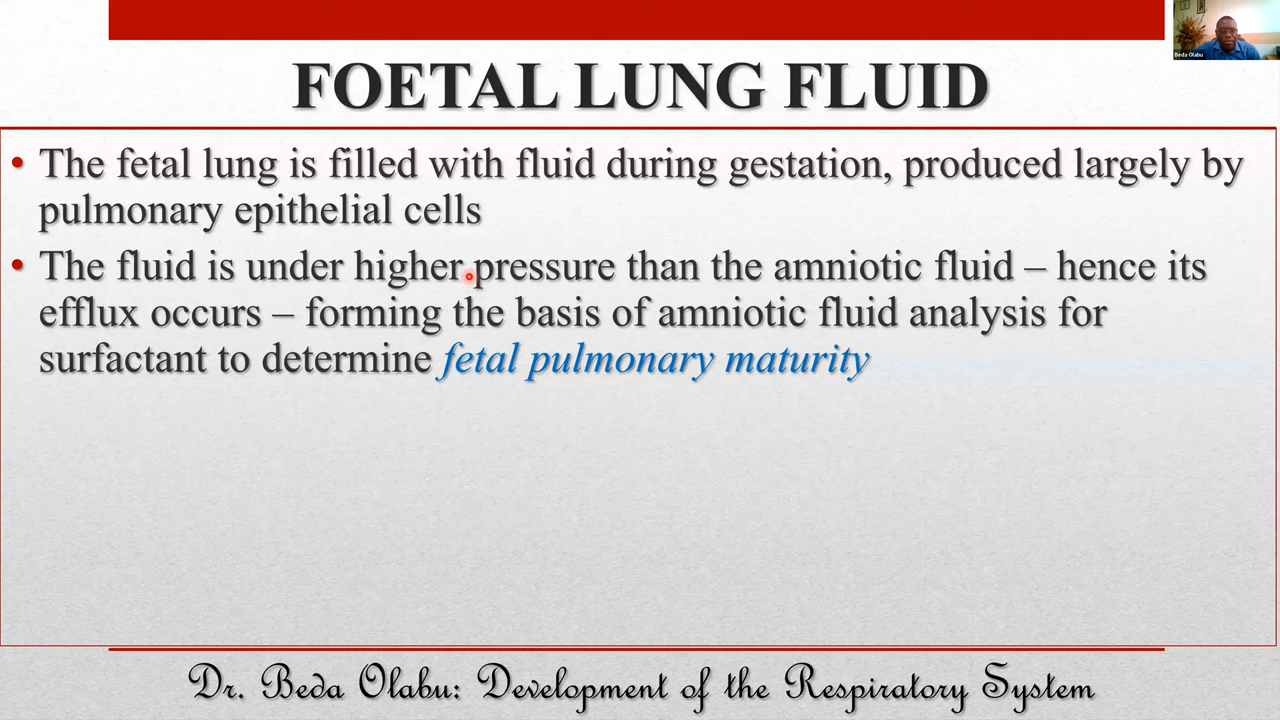 Beda Olabu
FOETAL LUNG FLUID
• The fetal lung is filled with fluid during gestation, produced largely by
pulmonary epithelial cells
• The fluid is under higher pressure than the amniotic fluid – hence its
efflux occurs – forming the basis of amniotic fluid analysis for
surfactant to determine fetal pulmonary maturity
Dr. Beda Olabu: Development of the Respiratory System